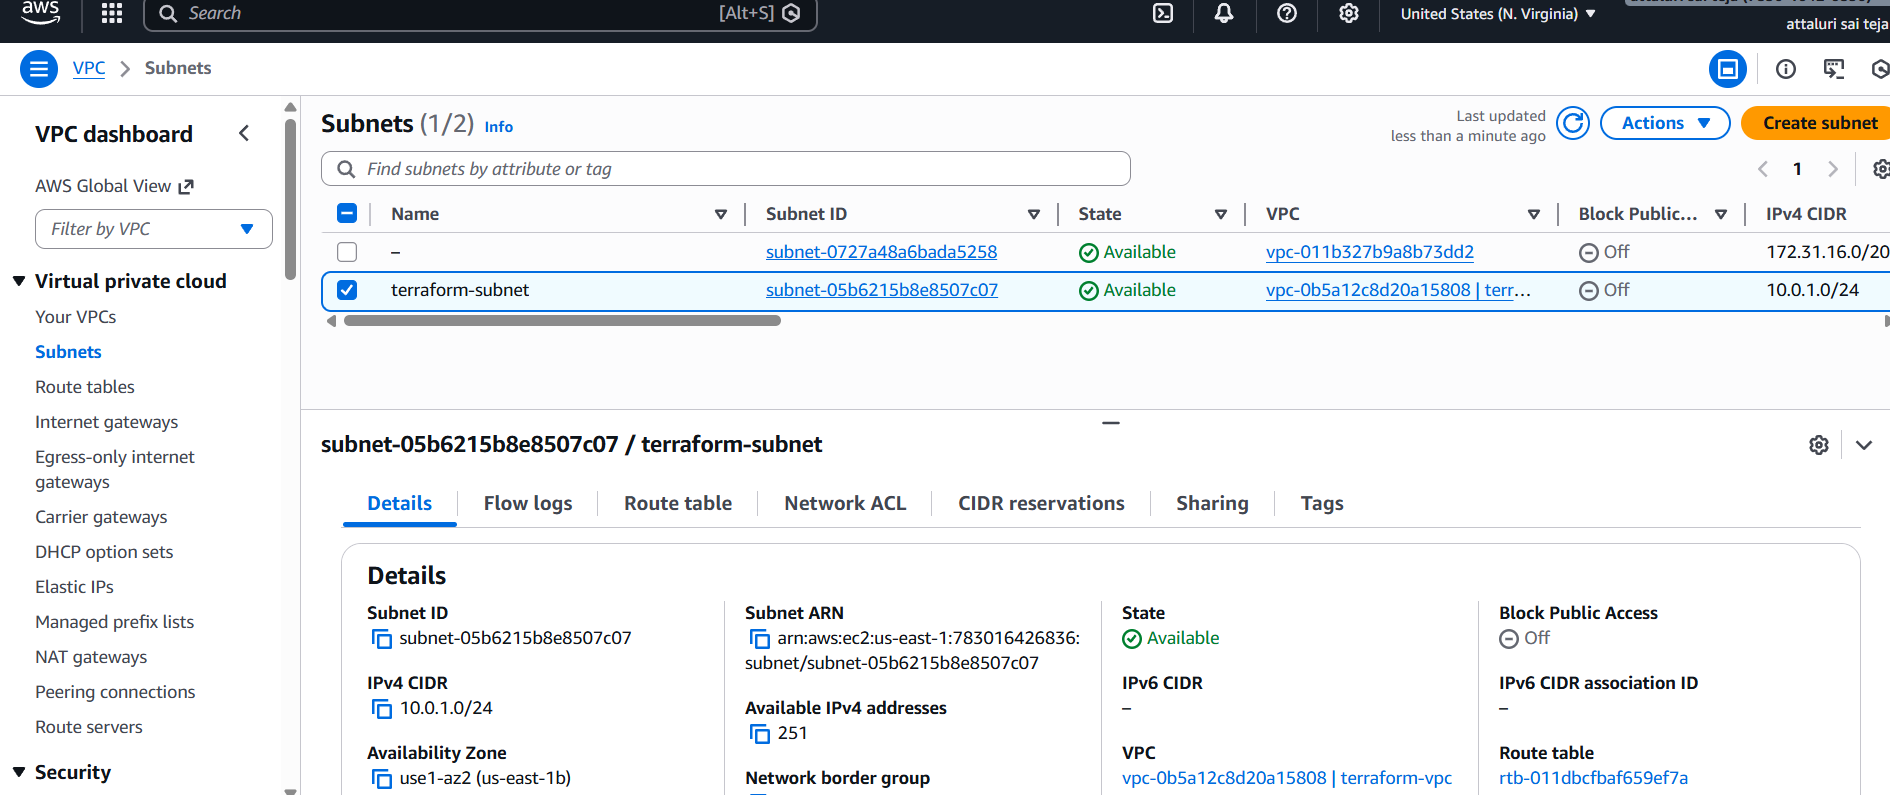 aws
Search
[Alt+S]
United States (N. Virginia)
attaluri sai teja
VPC
Subnets
VPC dashboard
AWS Global View
Filter by VPC
Virtual private cloud
Your VPCs
Subnets
Route tables
Internet gateways
Egress-only internet
gateways
Carrier gateways
DHCP option sets
Elastic IPs
Managed prefix lists
NAT gateways
Peering connections
Route servers
Security
Subnets (1/2) Info
Last updated
less than a minute ago
Actions
Create subnet
Find subnets by attribute or tag
1
Name Subnet ID State VPC Block Public... IPv4 CIDR
– subnet-0727a48a6bada5258 Available vpc-011b327b9a8b73dd2 Off 172.31.16.0/20
terraform-subnet subnet-05b6215b8e8507c07 Available vpc-0b5a12c8d20a15808 | terr... Off 10.0.1.0/24
subnet-05b6215b8e8507c07 / terraform-subnet
Details Flow logs Route table Network ACL CIDR reservations Sharing Tags
Details
Subnet ID
subnet-05b6215b8e8507c07
IPv4 CIDR
10.0.1.0/24
Availability Zone
use1-az2 (us-east-1b)
Subnet ARN
arn:aws:ec2:us-east-1:783016426836:
subnet/subnet-05b6215b8e8507c07
Available IPv4 addresses
251
Network border group
State
Available
IPv6 CIDR
–
VPC
vpc-0b5a12c8d20a15808 | terraform-vpc
Block Public Access
Off
IPv6 CIDR association ID
–
Route table
rtb-011dbcfbaf659ef7a